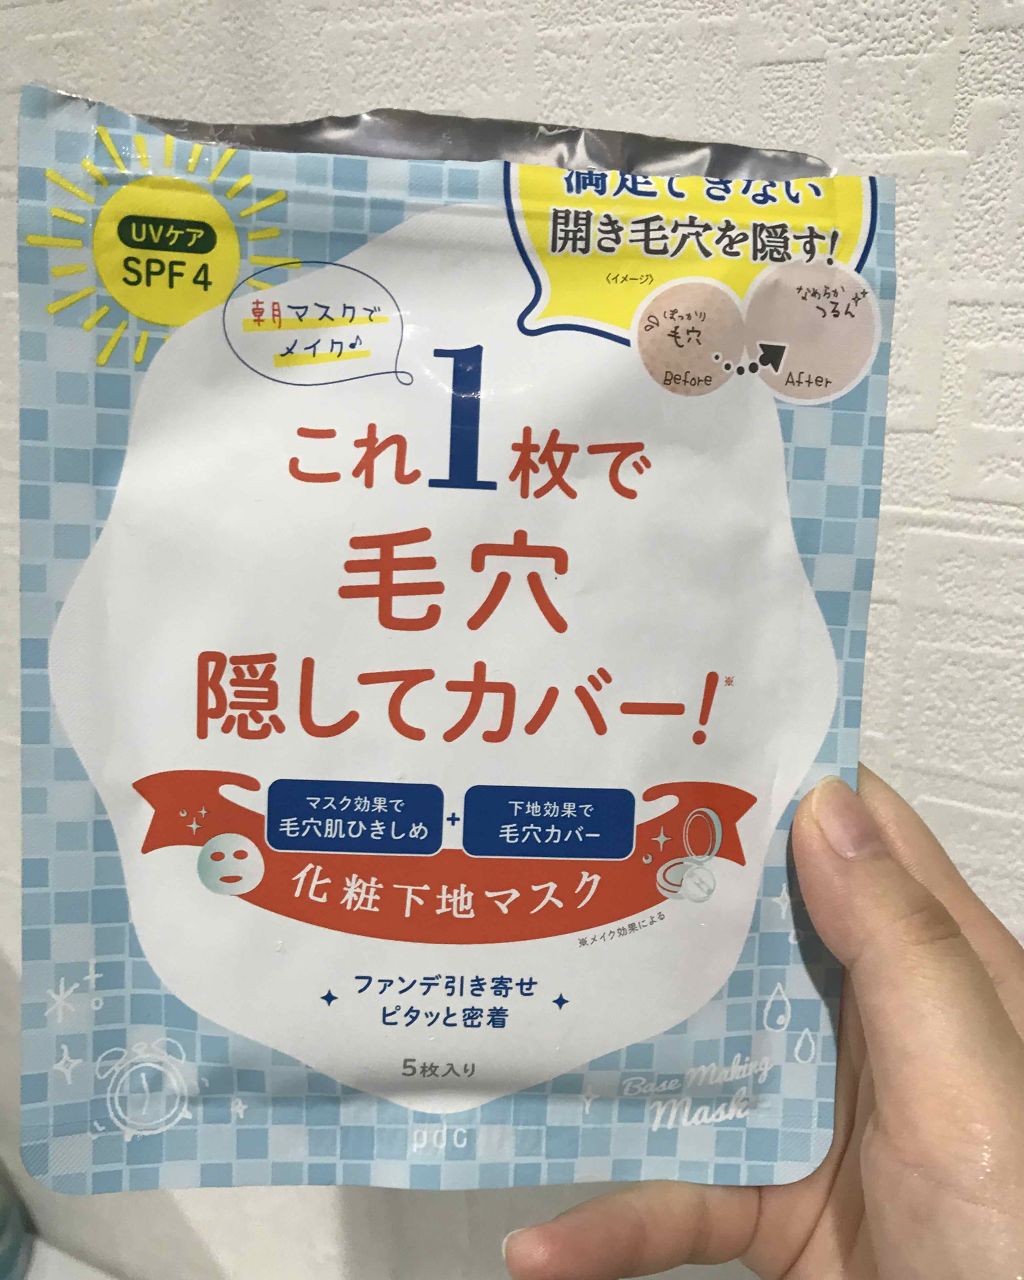 満足できない
開き毛穴を隠す!
〈イメージ〉
UVケア
SPF4
朝マスクで
メイク♪
ぽっかり
毛穴
Before
なめらか
つるん
After
これ1枚で
毛穴
隠してカバー!※
マスク効果で
毛穴肌ひきしめ
+
下地効果で
毛穴カバー
化粧下地マスク
※メイク効果による
ファンデ引き寄せ
ピタッと密着
5枚入り
Base Making
Mask
pdc